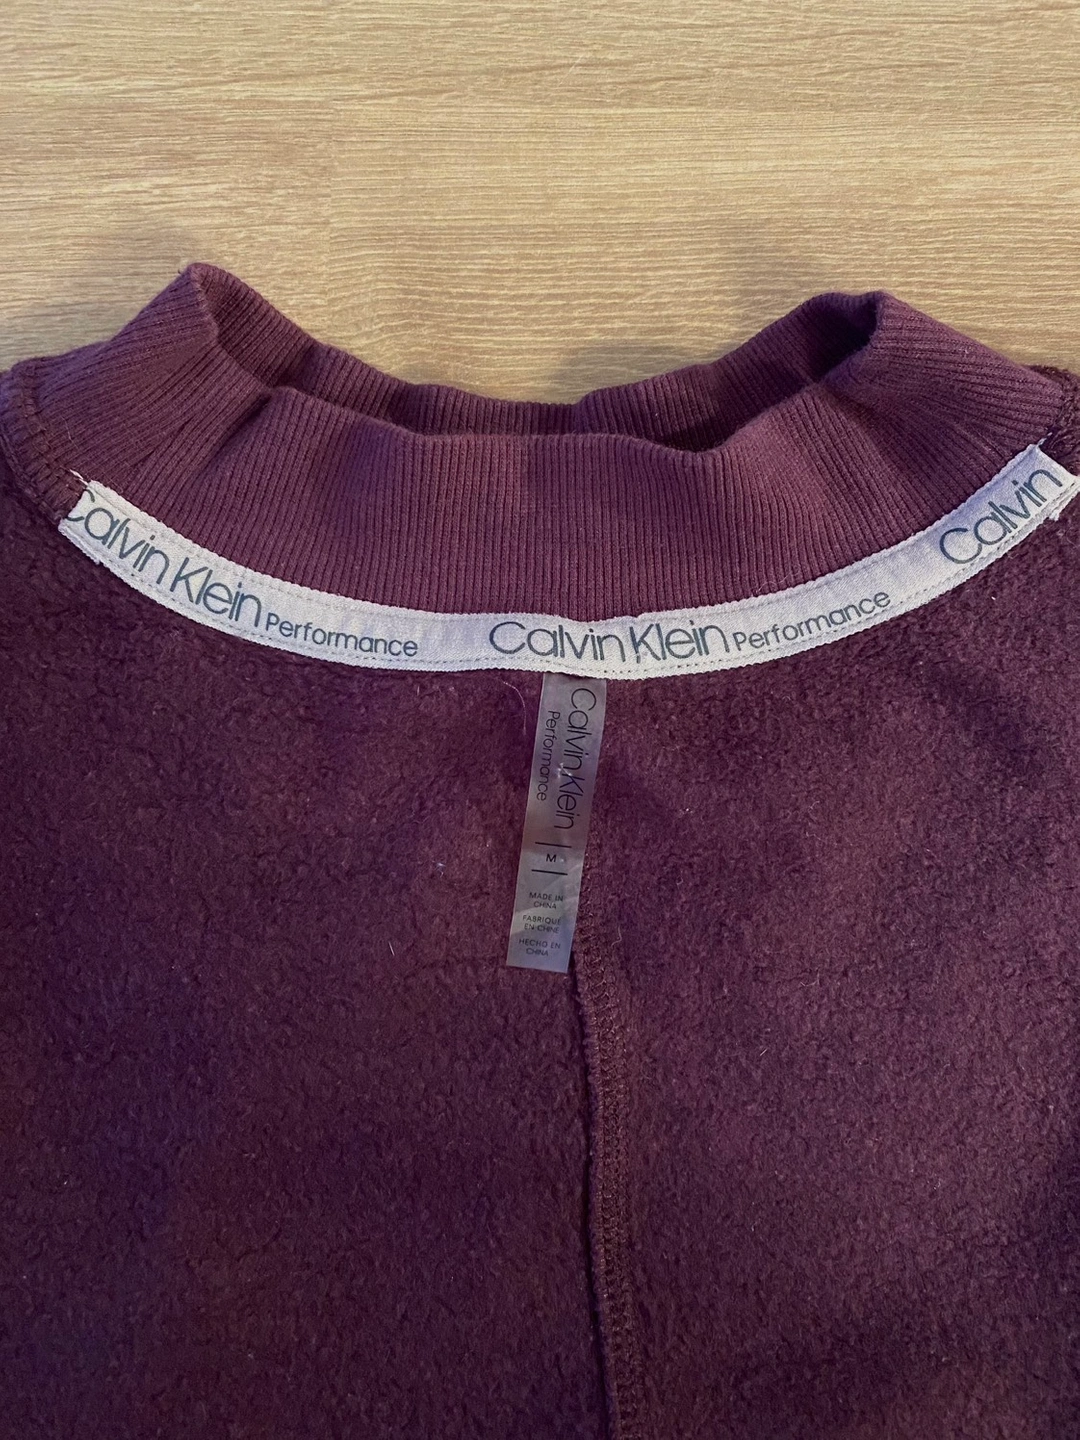 Calvin Klein Performance Calvin Klein Performance Calvin
Calvin Klein
Performance
M
MADE IN
CHINA
FABRIQUÉ
EN CHINE
HECHO EN
CHINA